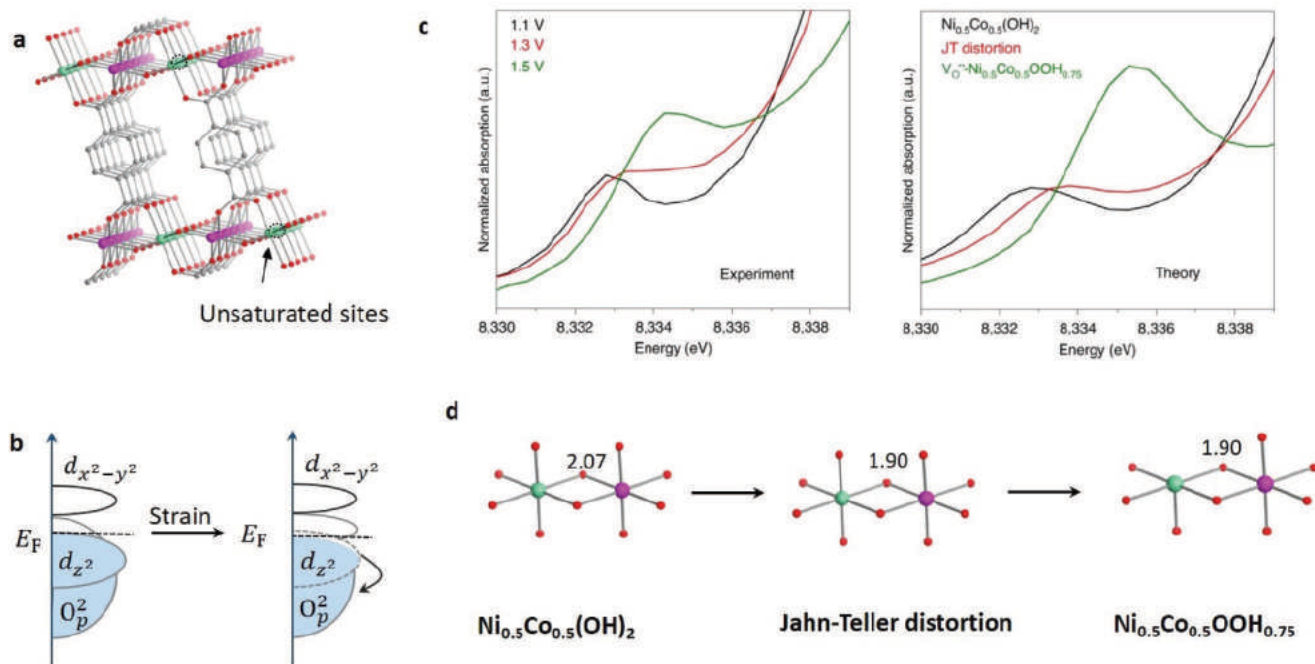 a
Unsaturated sites
b
d_{x²−y²}
E_F
d_{z²}
O_p^2
Strain
d_{x²−y²}
E_F
d_{z²}
O_p^2
c
1.1 V
1.3 V
1.5 V
Normalized absorption (a.u.)
Experiment
8,330 8,332 8,334 8,336 8,338
Energy (eV)
Ni₀.₅Co₀.₅(OH)₂
JT distortion
V_O¨-Ni₀.₅Co₀.₅OOH₀.₇₅
Normalized absorption (a.u.)
Theory
8,330 8,332 8,334 8,336 8,338
Energy (eV)
d
2.07
1.90
1.90
Ni₀.₅Co₀.₅(OH)₂
Jahn-Teller distortion
Ni₀.₅Co₀.₅OOH₀.₇₅